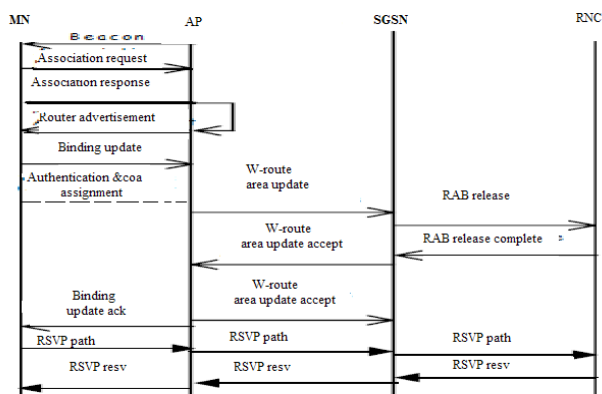 MN AP SGSN RNC
Beacon
Association request
Association response
Router advertisement
Binding update
Authentication &coa
assignment
W-route
area update
RAB release
W-route
area update accept
RAB release complete
W-route
area update accept
Binding
update ack
RSVP path
RSVP path
RSVP path
RSVP resv
RSVP resv
RSVP resv